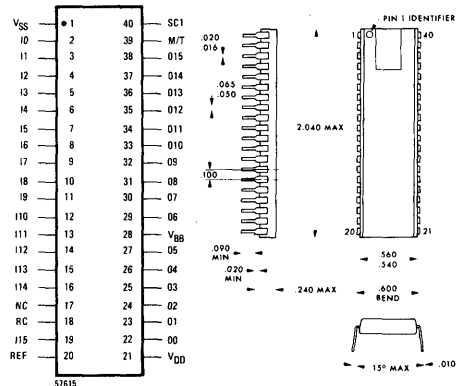 VSS 1 40 SC1
I0 2 39 M/T
I1 3 38 O15
I2 4 37 O14
I3 5 36 O13
I4 6 35 O12
I5 7 34 O11
I6 8 33 O10
I7 9 32 O9
I8 10 31 O8
I9 11 30 O7
I10 12 29 O6
I11 13 28 VBB
I12 14 27 O5
I13 15 26 O4
I14 16 25 O3
NC 17 24 O2
RC 18 23 O1
I15 19 22 O0
REF 20 21 VDD
57615
.020
.016
.065
.050
.100
.090
MIN
.020
MIN
.240 MAX
2.040 MAX
PIN 1 IDENTIFIER
1 40
20 21
.560
.540
.600
BEND
15° MAX
.010